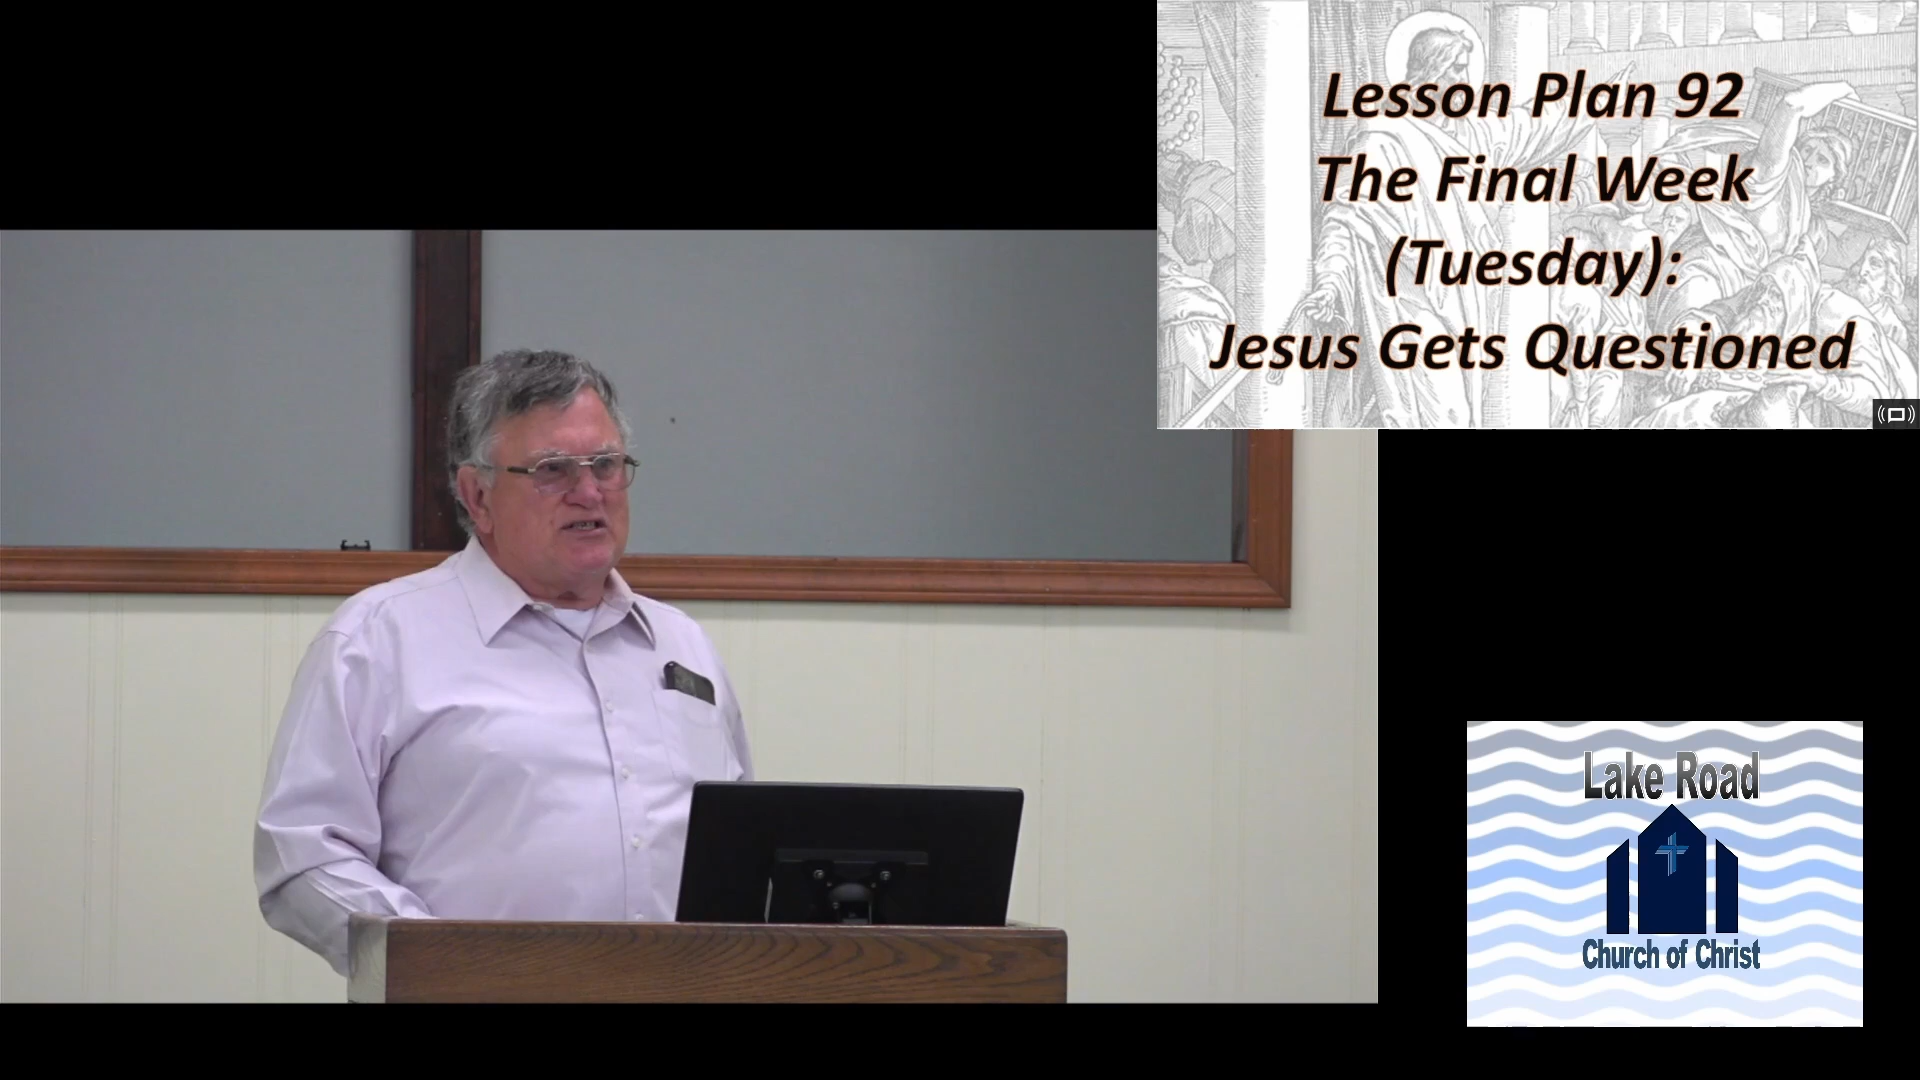 Lesson Plan 92
The Final Week
(Tuesday):
Jesus Gets Questioned
Lake Road
Church of Christ